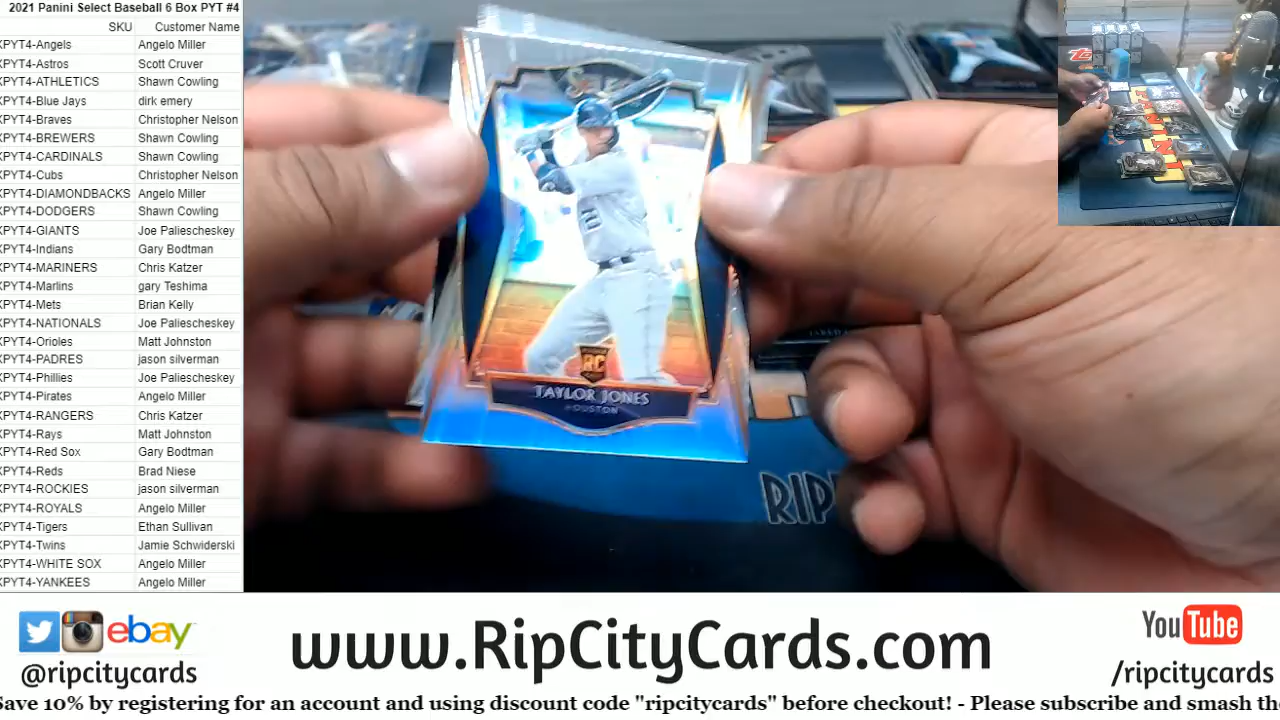 2021 Panini Select Baseball 6 Box PYT #4
SKU Customer Name
XPYT4-Angels Angelo Miller
XPYT4-Astros Scott Cruver
XPYT4-ATHLETICS Shawn Cowling
XPYT4-Blue Jays dirk emery
XPYT4-Braves Christopher Nelson
XPYT4-BREWERS Shawn Cowling
XPYT4-CARDINALS Shawn Cowling
XPYT4-Cubs Christopher Nelson
XPYT4-DIAMONDBACKS Angelo Miller
XPYT4-DODGERS Shawn Cowling
XPYT4-GIANTS Joe Paliescheskey
XPYT4-Indians Gary Bodtman
XPYT4-MARINERS Chris Katzer
XPYT4-Marlins gary Teshima
XPYT4-Mets Brian Kelly
XPYT4-NATIONALS Joe Paliescheskey
XPYT4-Orioles Matt Johnston
XPYT4-PADRES jason silverman
XPYT4-Phillies Joe Paliescheskey
XPYT4-Pirates Angelo Miller
XPYT4-RANGERS Chris Katzer
XPYT4-Rays Matt Johnston
XPYT4-Red Sox Gary Bodtman
XPYT4-Reds Brad Niese
XPYT4-ROCKIES jason silverman
XPYT4-ROYALS Angelo Miller
XPYT4-Tigers Ethan Sullivan
XPYT4-Twins Jamie Schwiderski
XPYT4-WHITE SOX Angelo Miller
XPYT4-YANKEES Angelo Miller
RC
TAYLOR JONES
HOUSTON
RIP
ebay
@ripcitycards
www.RipCityCards.com
YouTube
/ripcitycards
Save 10% by registering for an account and using discount code "ripcitycards" before checkout! - Please subscribe and smash the